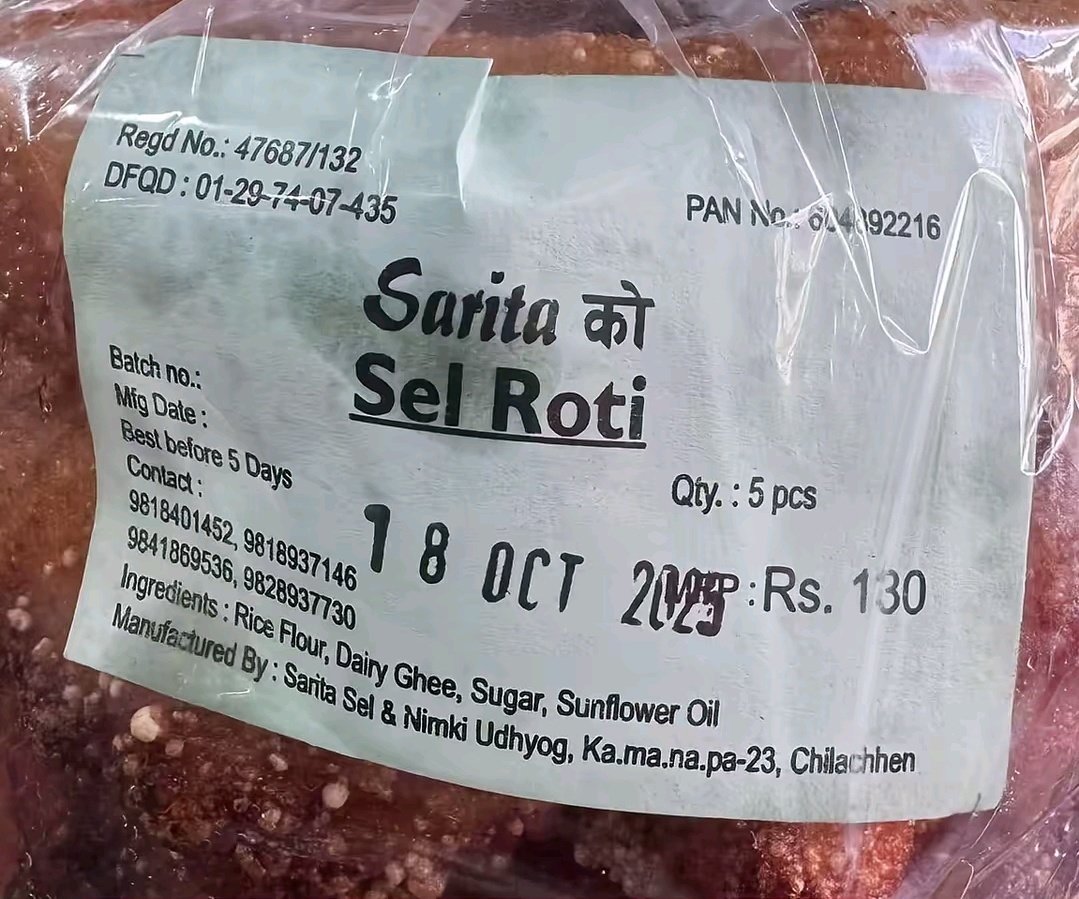 Regd No.: 47687/132
DFQD : 01-29-74-07-435
PAN No.:
Sarita को
Sel Roti
Batch no.:
Mfg Date :
Best before 5 Days
Contact :
9818401452, 9818937146
9841869536, 9828937730
Qty. : 5 pcs
18 OCT 2025
MRP : Rs. 130
Ingredients : Rice Flour, Dairy Ghee, Sugar, Sunflower Oil
Manufactured By : Sarita Sel & Nimki Udhyog, Ka.ma.na.pa-23, Chilachhen